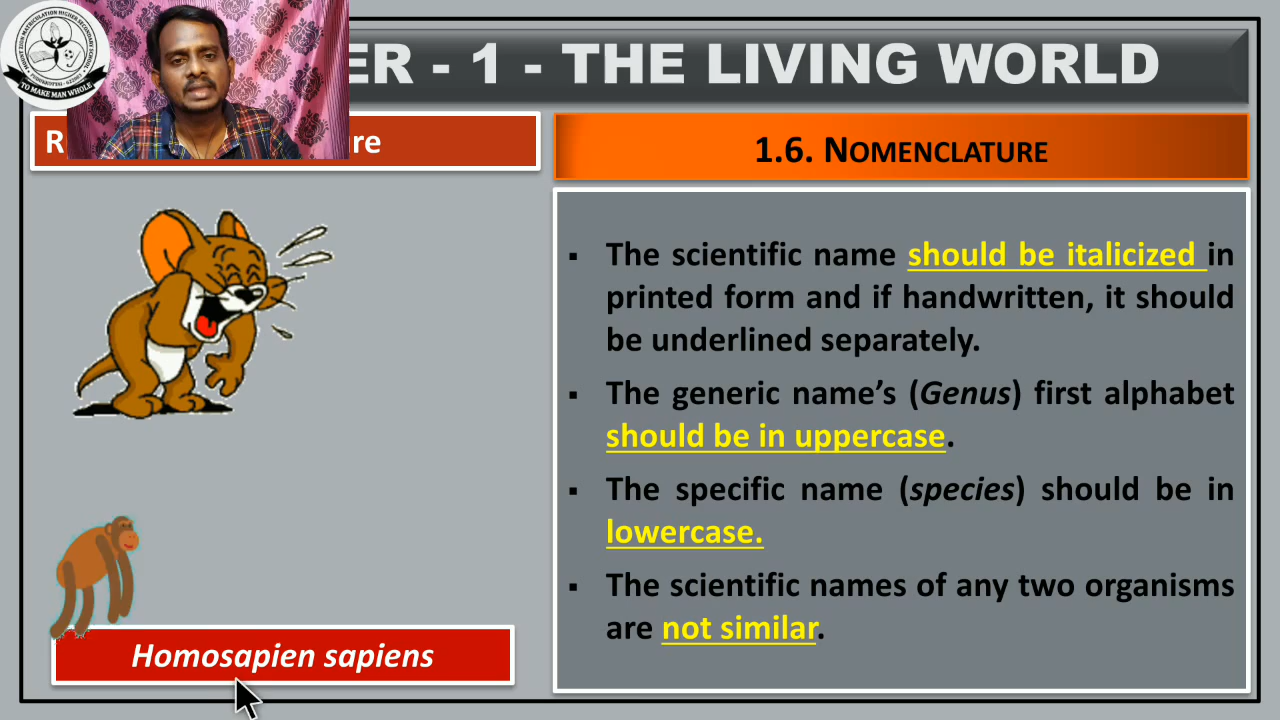 ER - 1 - THE LIVING WORLD
TO MAKE MAN WHOLE
R re
1.6. NOMENCLATURE
▪ The scientific name should be italicized in
printed form and if handwritten, it should
be underlined separately.
▪ The generic name’s (Genus) first alphabet
should be in uppercase.
▪ The specific name (species) should be in
lowercase.
▪ The scientific names of any two organisms
are not similar.
Homosapien sapiens